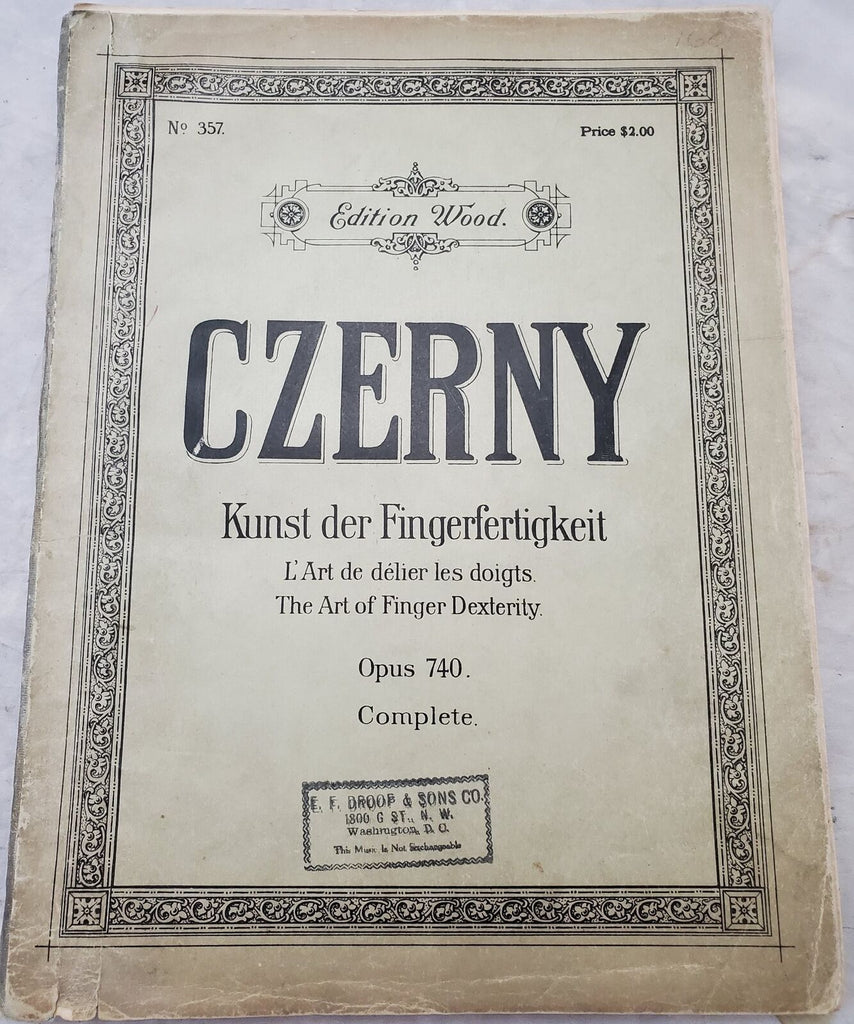 Nº 357.
Price $2.00
Edition Wood.
CZERNY
Kunst der Fingerfertigkeit
L'Art de délier les doigts.
The Art of Finger Dexterity.
Opus 740.
Complete.
E. F. DROOP & SONS CO.
1300 G ST., N. W.
Washington, D. C.
This Music Is Not Exchangeable